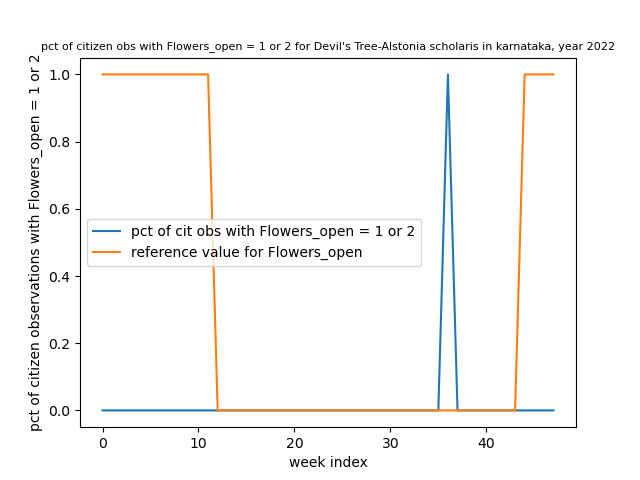 pct of citizen obs with Flowers_open = 1 or 2 for Devil's Tree-Alstonia scholaris in karnataka, year 2022
pct of citizen observations with Flowers_open = 1 or 2
1.0
0.8
0.6
0.4
0.2
0.0
pct of cit obs with Flowers_open = 1 or 2
reference value for Flowers_open
0 10 20 30 40
week index